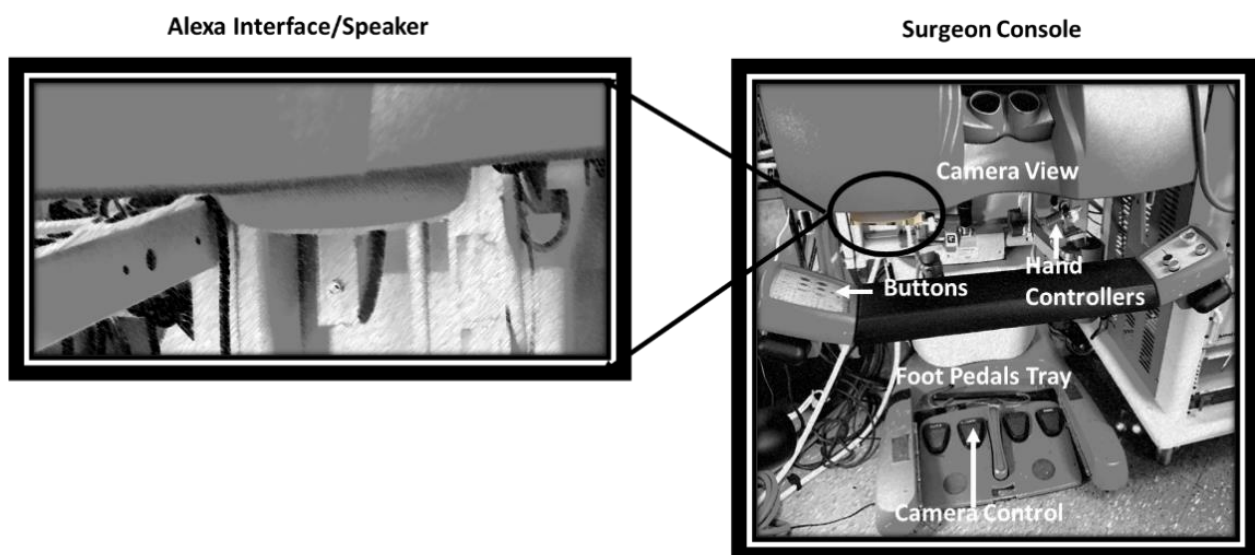 Alexa Interface/Speaker
Surgeon Console
Camera View
Hand
Controllers
Buttons
Foot Pedals Tray
Camera Control